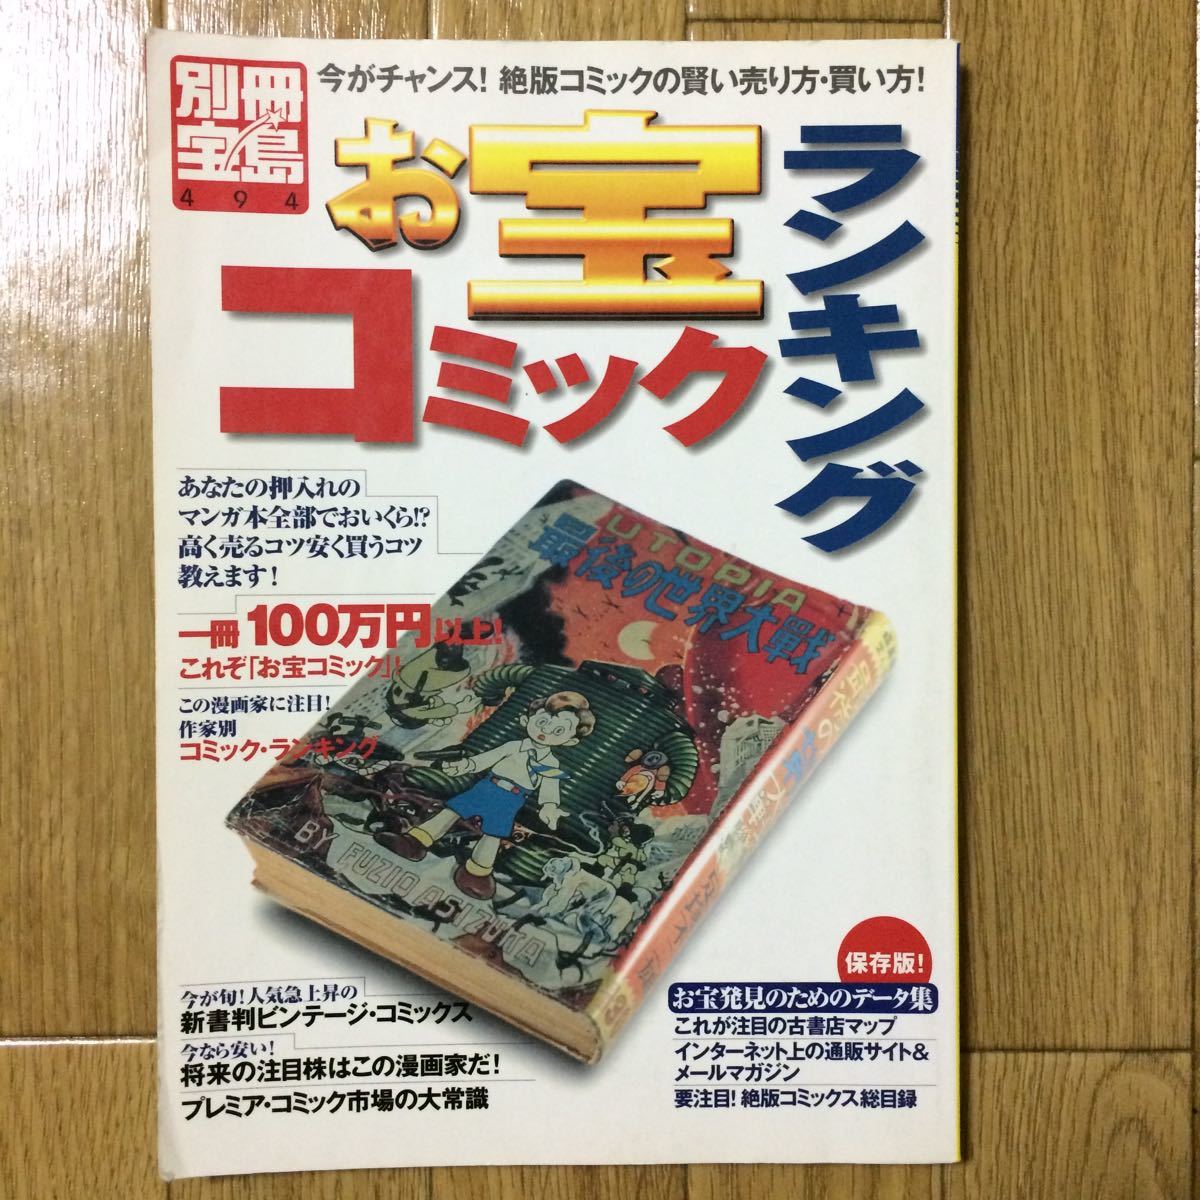 別冊
宝島
494
今がチャンス! 絶版コミックの賢い売り方・買い方!
お宝
コミック
ランキング
あなたの押入れの
マンガ本全部でおいくら!?
高く売るコツ安く買うコツ
教えます!
一冊100万円以上!
これぞ「お宝コミック」!
この漫画家に注目!
作家別
コミック・ランキング
UTOPIA
最後の世界大戰
BY FUZIO ASIZUKA
今が旬!人気急上昇の
新書判ビンテージ・コミックス
今なら安い!
将来の注目株はこの漫画家だ!
プレミア・コミック市場の大常識
保存版!
お宝発見のためのデータ集
これが注目の古書店マップ
インターネット上の通販サイト&
メールマガジン
要注目!絶版コミックス総目録